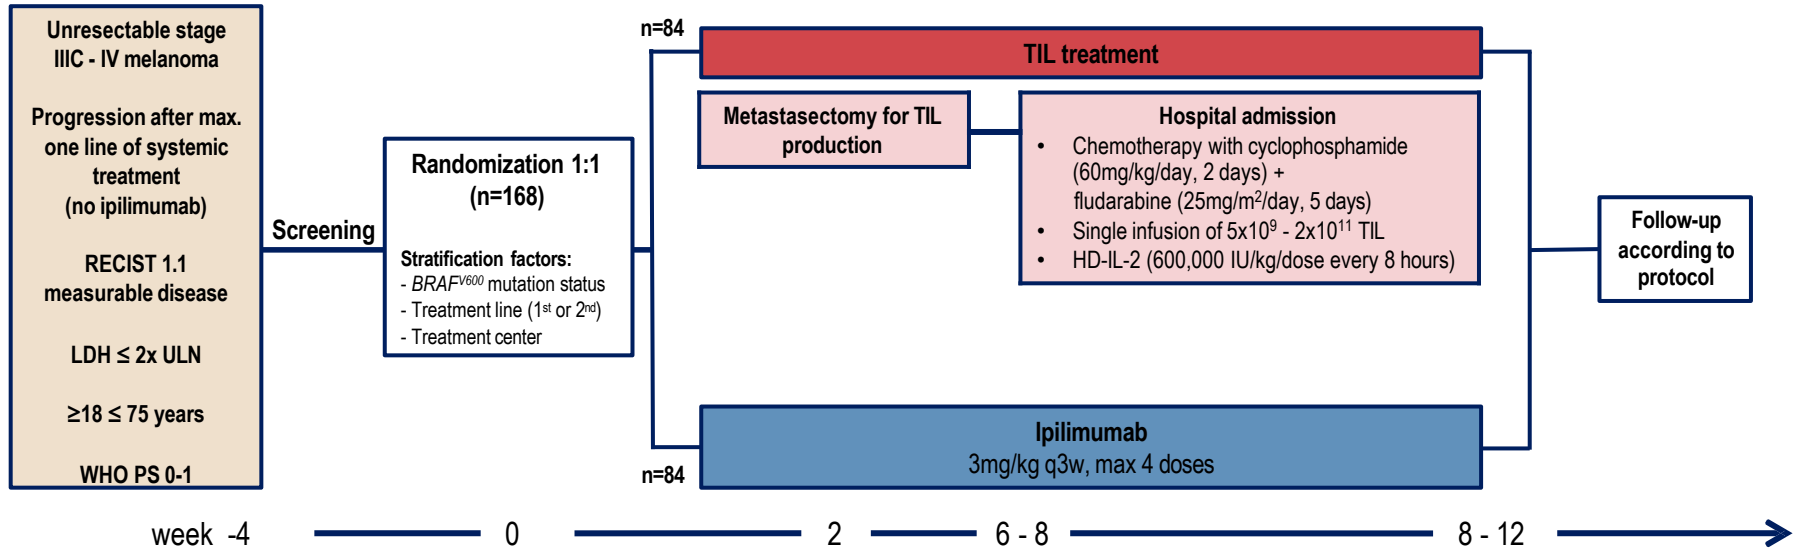 Unresectable stage
IIIC - IV melanoma
Progression after max.
one line of systemic
treatment
(no ipilimumab)
RECIST 1.1
measurable disease
LDH ≤ 2x ULN
≥18 ≤ 75 years
WHO PS 0-1
Screening
Randomization 1:1
(n=168)
Stratification factors:
- BRAFV600 mutation status
- Treatment line (1st or 2nd)
- Treatment center
n=84
TIL treatment
Metastasectomy for TIL
production
Hospital admission
• Chemotherapy with cyclophosphamide
(60mg/kg/day, 2 days) +
fludarabine (25mg/m²/day, 5 days)
• Single infusion of 5x10⁹ - 2x10¹¹ TIL
• HD-IL-2 (600,000 IU/kg/dose every 8 hours)
n=84
Ipilimumab
3mg/kg q3w, max 4 doses
Follow-up
according to
protocol
week -4 0 2 6 - 8 8 - 12